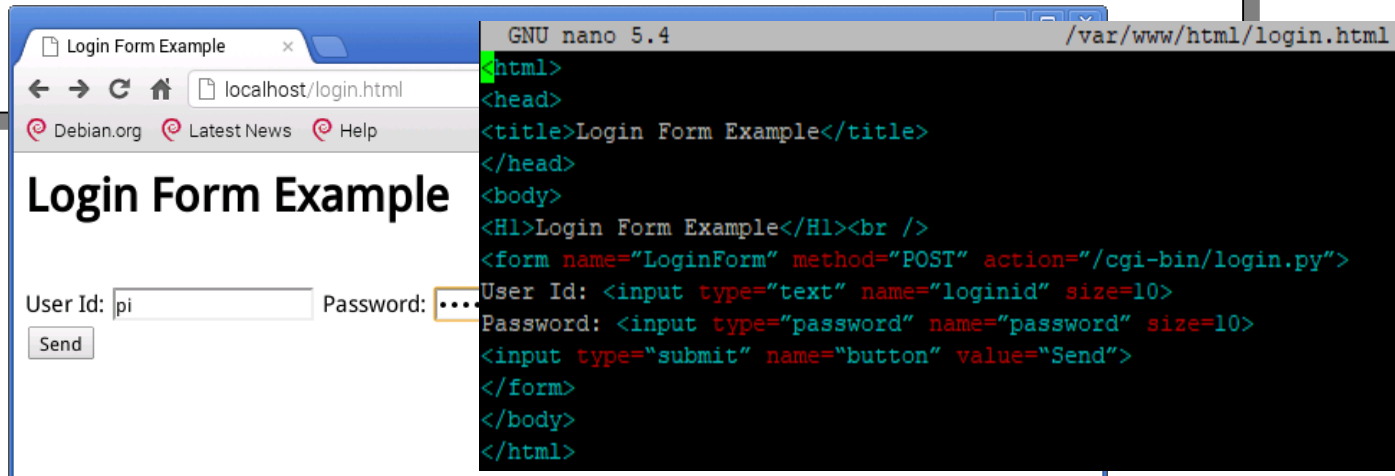 Login Form Example
localhost/login.html
Debian.org Latest News Help
Login Form Example
User Id: pi Password: ••••
Send
GNU nano 5.4 /var/www/html/login.html
<html>
<head>
<title>Login Form Example</title>
</head>
<body>
<H1>Login Form Example</H1><br />
<form name=”LoginForm” method=”POST” action=”/cgi-bin/login.py”>
User Id: <input type=”text” name=”loginid” size=10>
Password: <input type=”password” name=”password” size=10>
<input type=“submit” name=“button” value=“Send”>
</form>
</body>
</html>